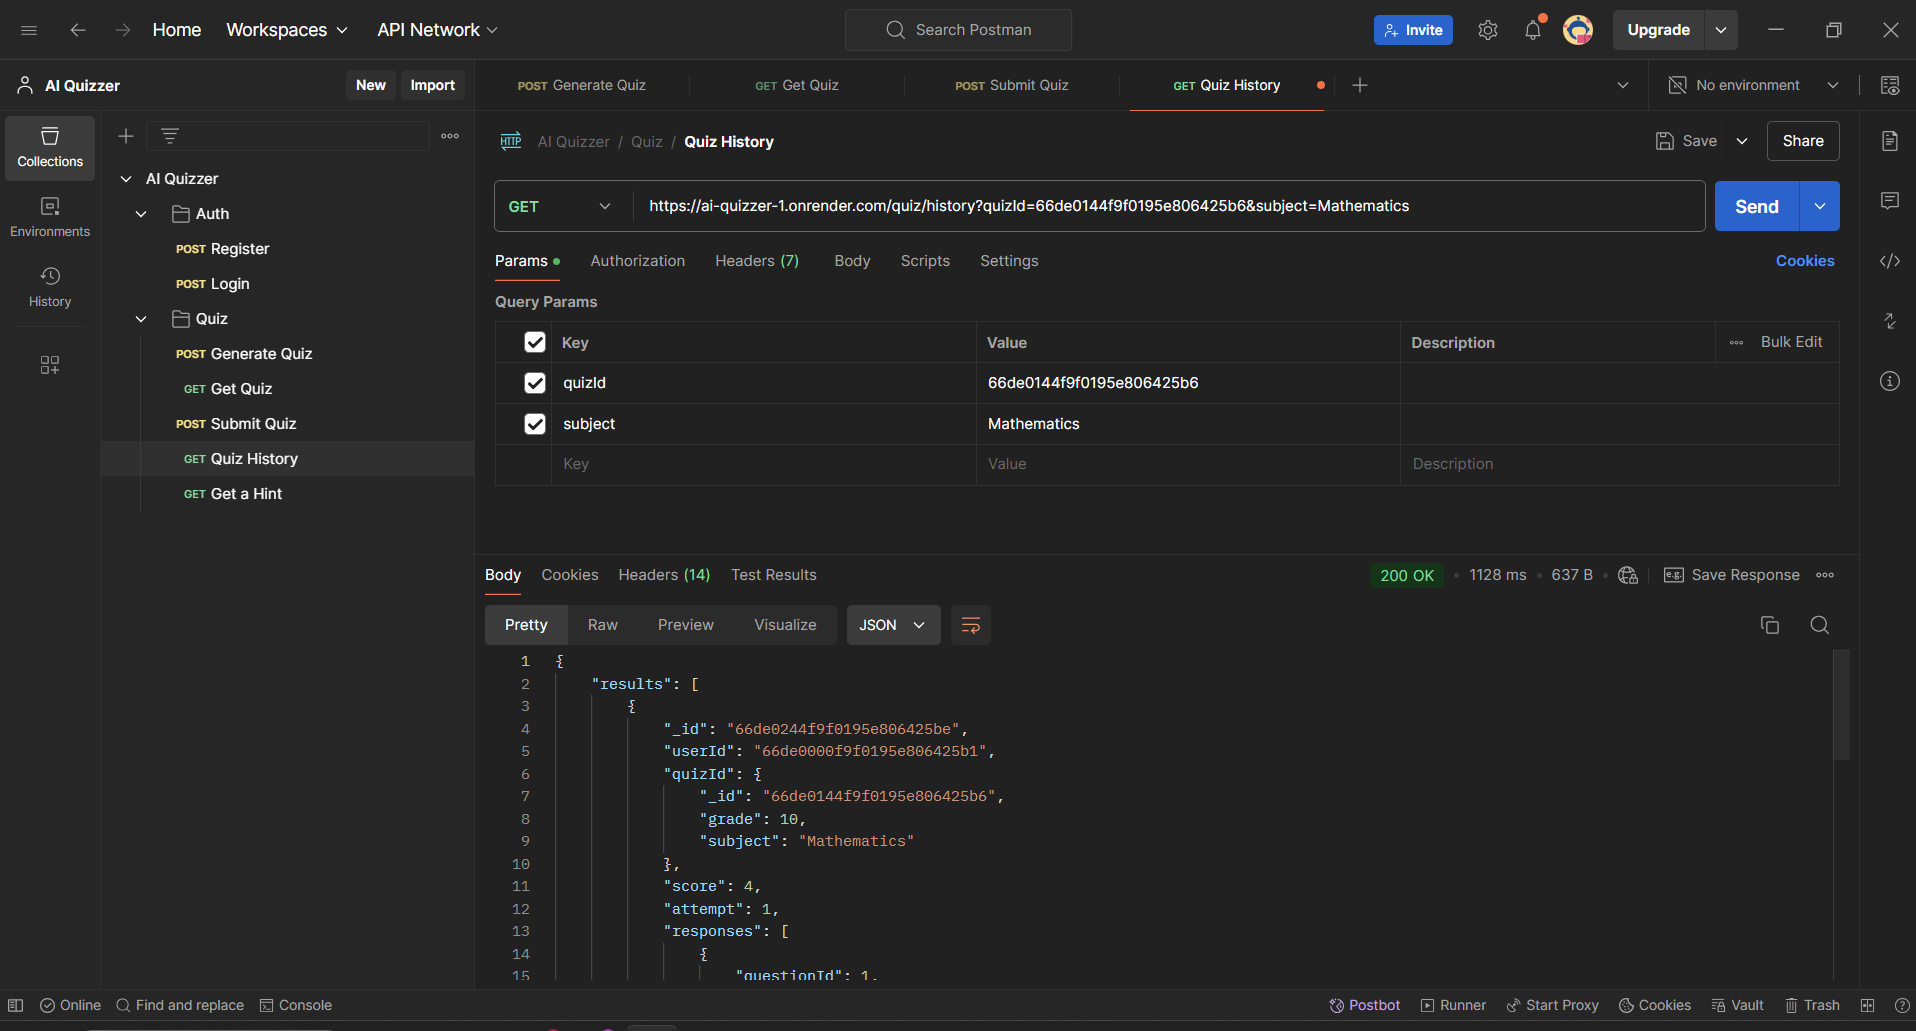 Home
Workspaces
API Network
Search Postman
Invite
Upgrade
AI Quizzer
New
Import
POST Generate Quiz
GET Get Quiz
POST Submit Quiz
GET Quiz History
No environment
Collections
Environments
History
AI Quizzer
Auth
POST Register
POST Login
Quiz
POST Generate Quiz
GET Get Quiz
POST Submit Quiz
GET Quiz History
GET Get a Hint
HTTP AI Quizzer / Quiz / Quiz History
Save
Share
GET
https://ai-quizzer-1.onrender.com/quiz/history?quizId=66de0144f9f0195e806425b6&subject=Mathematics
Send
Params
Authorization
Headers (7)
Body
Scripts
Settings
Cookies
Query Params
Key Value Description Bulk Edit
quizId 66de0144f9f0195e806425b6
subject Mathematics
Key Value Description
Body
Cookies
Headers (14)
Test Results
200 OK
1128 ms
637 B
e.g. Save Response
Pretty
Raw
Preview
Visualize
JSON
1 {
2 "results": [
3 {
4 "_id": "66de0244f9f0195e806425be",
5 "userId": "66de0000f9f0195e806425b1",
6 "quizId": {
7 "_id": "66de0144f9f0195e806425b6",
8 "grade": 10,
9 "subject": "Mathematics"
10 },
11 "score": 4,
12 "attempt": 1,
13 "responses": [
14 {
15 "questionId": 1,
Online
Find and replace
Console
Postbot
Runner
Start Proxy
Cookies
Vault
Trash